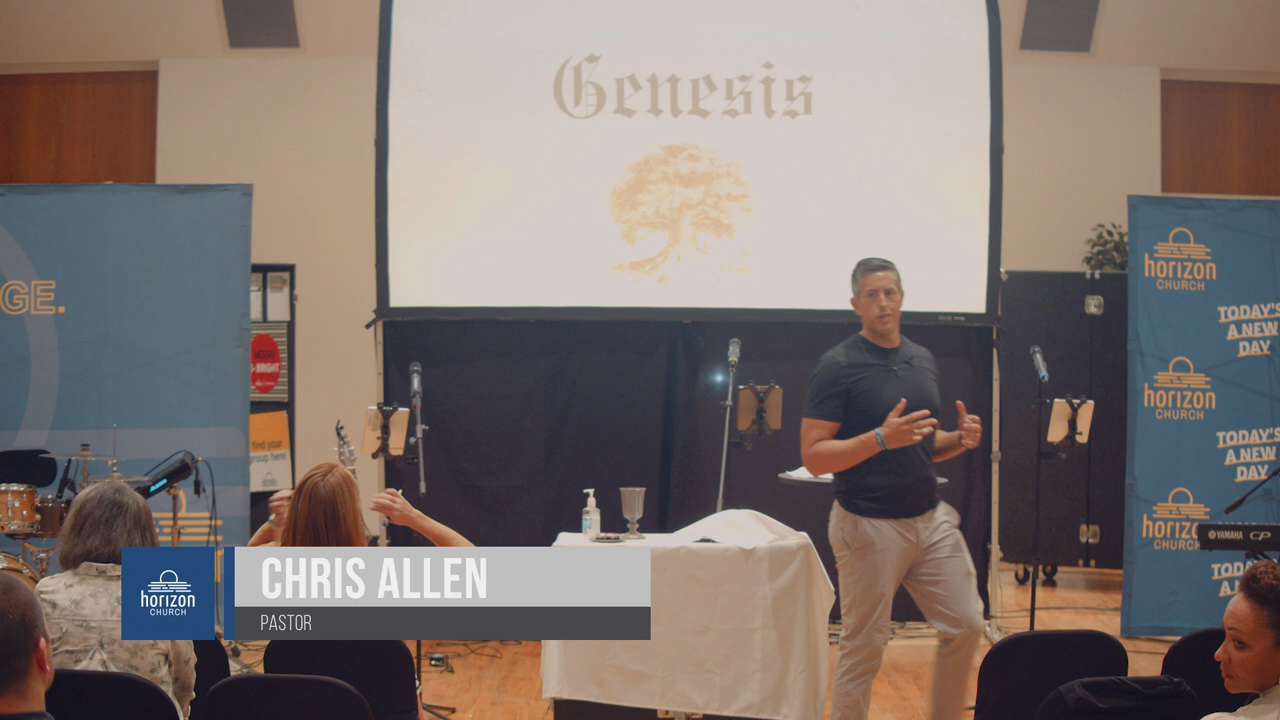 Genesis
GE.
horizon
CHURCH
TODAY'S
A NEW
DAY
horizon
CHURCH
TODAY'S
A NEW
DAY
horizon
CHURCH
YAMAHA CP
BRIGHT
find your
group here!
CHRIS ALLEN
PASTOR
horizon
CHURCH